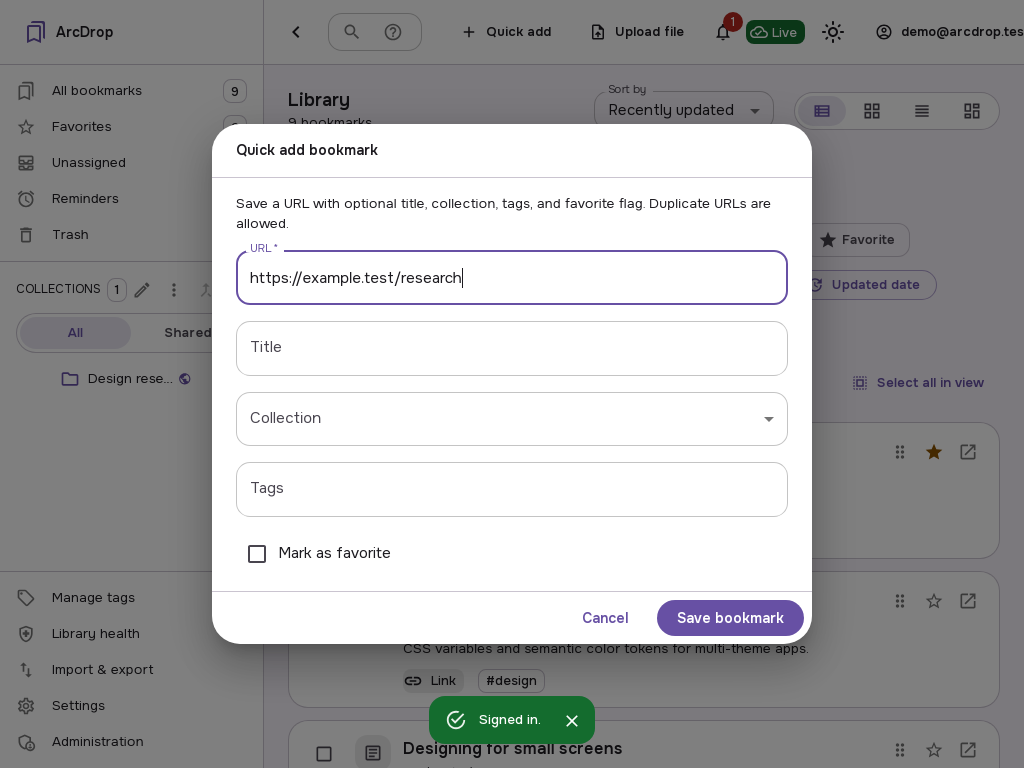 ArcDrop
Quick add
Upload file
1
Live
demo@arcdrop.tes
All bookmarks
9
Favorites
Unassigned
Reminders
Trash
COLLECTIONS
1
All
Shared
Design rese...
Manage tags
Library health
Import & export
Settings
Administration
Library
9 bookmarks
Sort by
Recently updated
Favorite
Updated date
Select all in view
Quick add bookmark
Save a URL with optional title, collection, tags, and favorite flag. Duplicate URLs are
allowed.
URL *
https://example.test/research
Title
Collection
Tags
Mark as favorite
Cancel
Save bookmark
CSS variables and semantic color tokens for multi-theme apps.
Link
#design
Signed in.
Designing for small screens